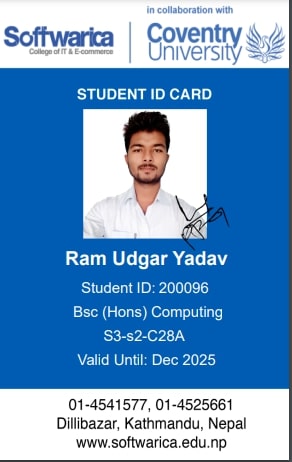 in collaboration with
Softwarica
College of IT & E-commerce
Coventry
University
STUDENT ID CARD
Ram Udgar Yadav
Student ID: 200096
Bsc (Hons) Computing
S3-s2-C28A
Valid Until: Dec 2025
01-4541577, 01-4525661
Dillibazar, Kathmandu, Nepal
www.softwarica.edu.np